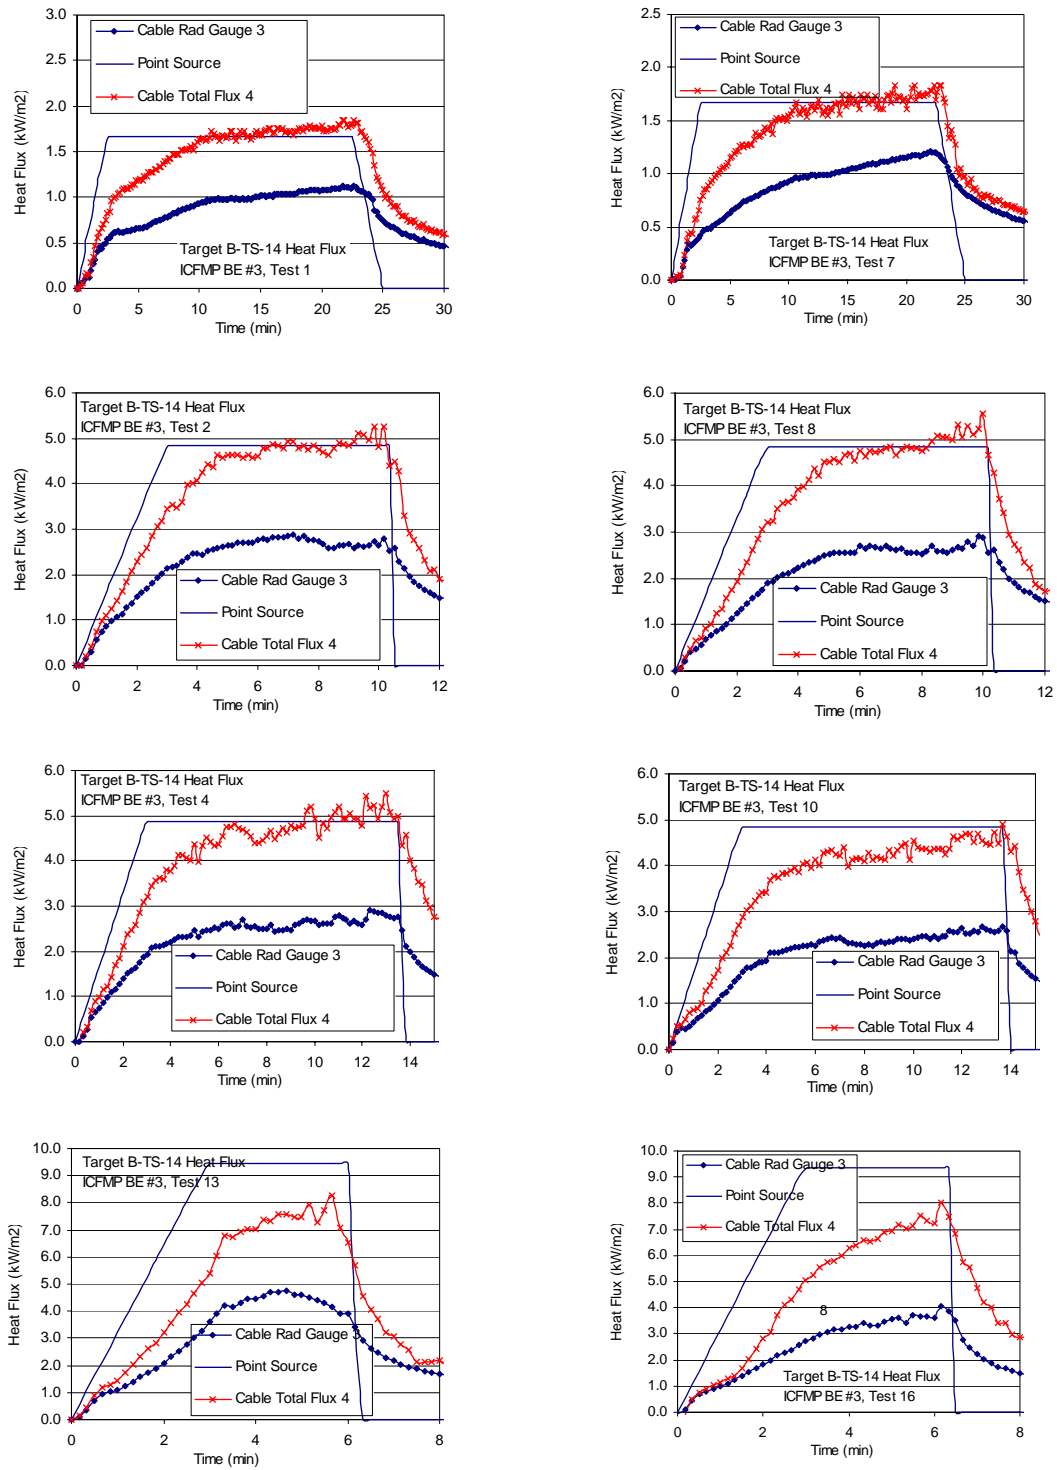 3.0
2.5
2.0
1.5
1.0
0.5
0.0
Heat Flux (kW/m2)
Cable Rad Gauge 3
Point Source
Cable Total Flux 4
Target B-TS-14 Heat Flux
ICFMP BE #3, Test 1
0 5 10 15 20 25 30
Time (min)
2.5
2.0
1.5
1.0
0.5
0.0
Heat Flux (kW/m2)
Cable Rad Gauge 3
Point Source
Cable Total Flux 4
Target B-TS-14 Heat Flux
ICFMP BE #3, Test 7
0 5 10 15 20 25 30
Time (min)
6.0
5.0
4.0
3.0
2.0
1.0
0.0
Heat Flux (kW/m2)
Target B-TS-14 Heat Flux
ICFMP BE #3, Test 2
Cable Rad Gauge 3
Point Source
Cable Total Flux 4
0 2 4 6 8 10 12
Time (min)
6.0
5.0
4.0
3.0
2.0
1.0
0.0
Heat Flux (kW/m2)
Target B-TS-14 Heat Flux
ICFMP BE #3, Test 8
Cable Rad Gauge 3
Point Source
Cable Total Flux 4
0 2 4 6 8 10 12
Time (min)
6.0
5.0
4.0
3.0
2.0
1.0
0.0
Heat Flux (kW/m2)
Target B-TS-14 Heat Flux
ICFMP BE #3, Test 4
Cable Rad Gauge 3
Point Source
Cable Total Flux 4
0 2 4 6 8 10 12 14
Time (min)
6.0
5.0
4.0
3.0
2.0
1.0
0.0
Heat Flux (kW/m2)
Target B-TS-14 Heat Flux
ICFMP BE #3, Test 10
Cable Rad Gauge 3
Point Source
Cable Total Flux 4
0 2 4 6 8 10 12 14
Time (min)
10.0
9.0
8.0
7.0
6.0
5.0
4.0
3.0
2.0
1.0
0.0
Heat Flux (kW/m2)
Target B-TS-14 Heat Flux
ICFMP BE #3, Test 13
Cable Rad Gauge 3
Point Source
Cable Total Flux 4
0 2 4 6 8
Time (min)
10.0
9.0
8.0
7.0
6.0
5.0
4.0
3.0
2.0
1.0
0.0
Heat Flux (kW/m2)
Cable Rad Gauge 3
Point Source
Cable Total Flux 4
8
Target B-TS-14 Heat Flux
ICFMP BE #3, Test 16
0 2 4 6 8
Time (min)